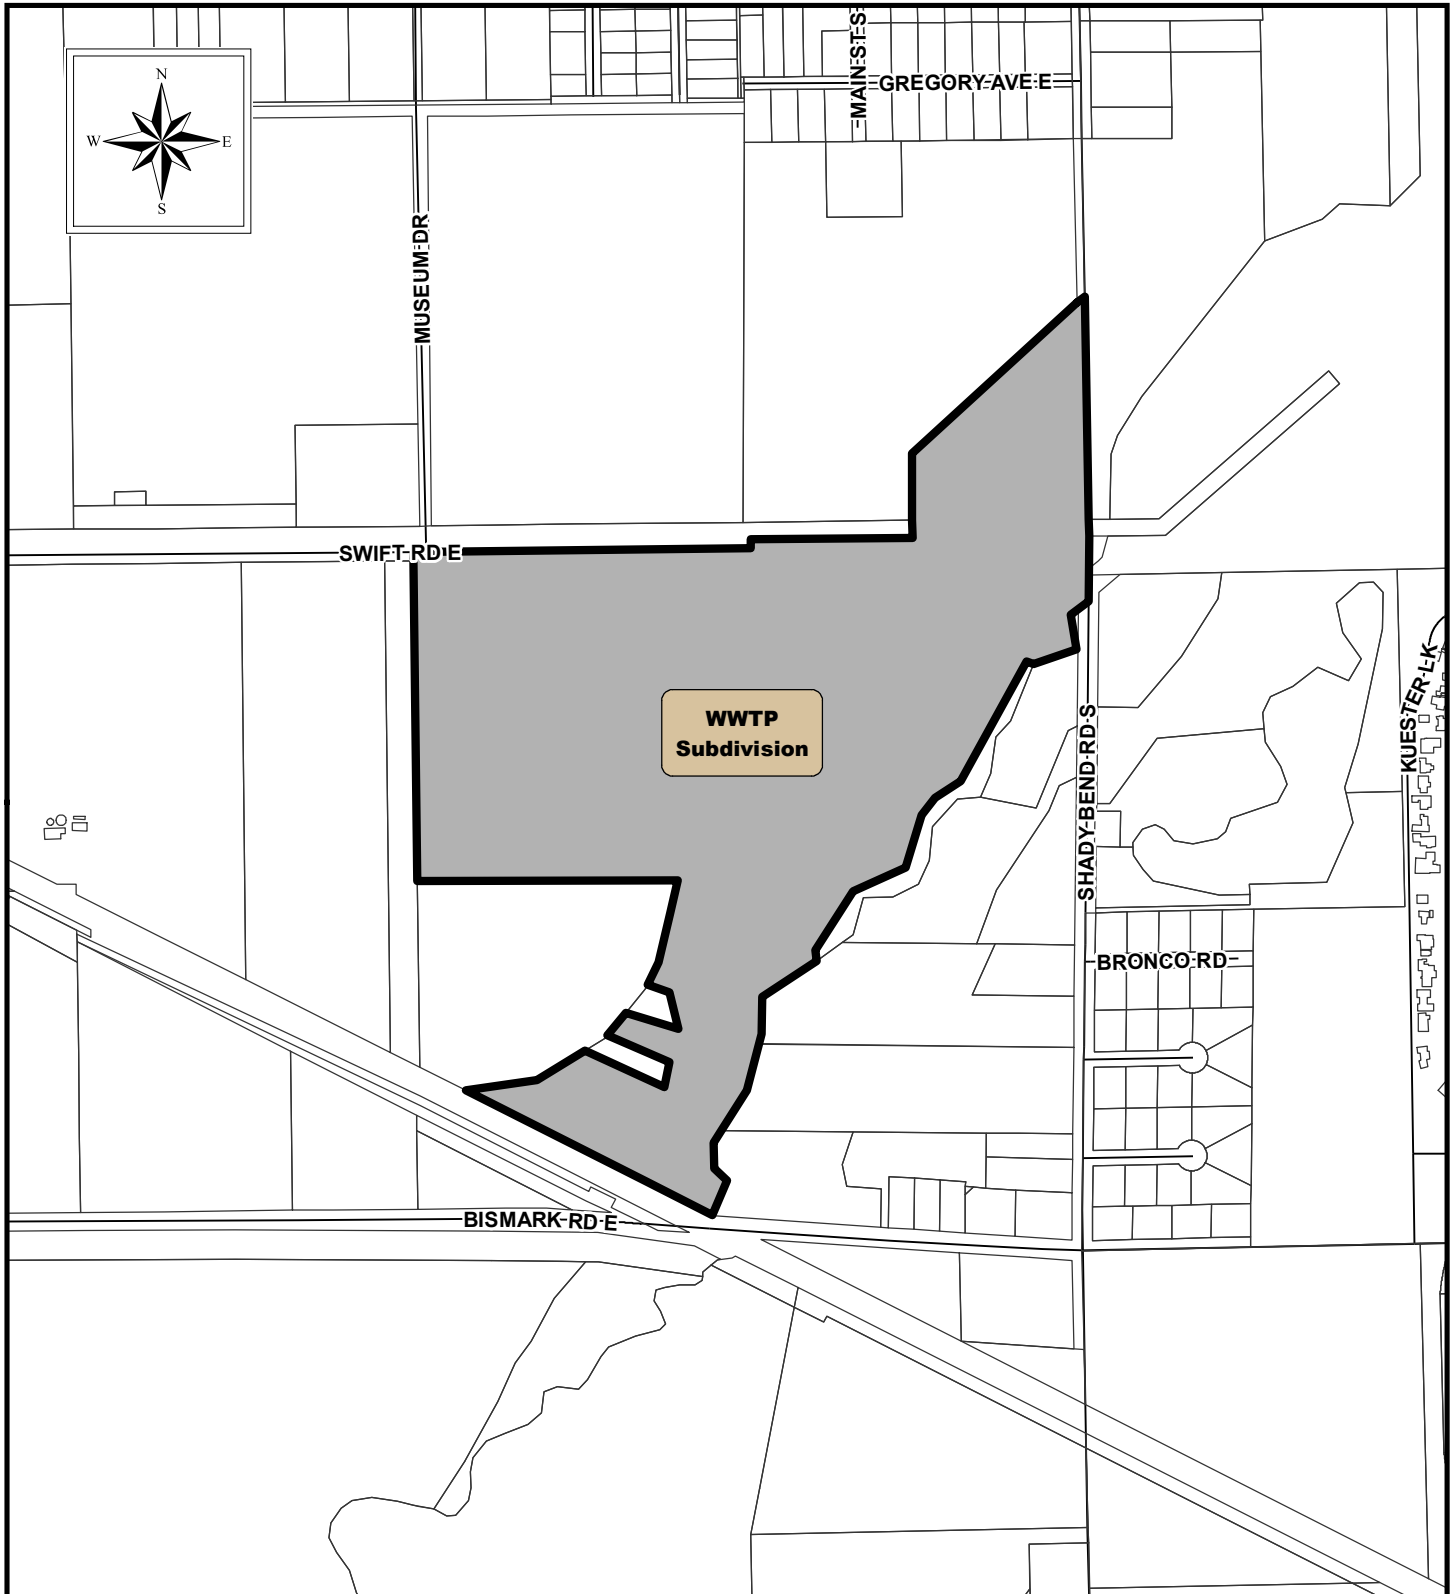 MAIN ST S
GREGORY AVE E
N
W
E
S
MUSEUM DR
SWIFT RD E
WWTP
Subdivision
KUESTER LK
SHADY BEND RD S
BRONCO RD
BISMARK RD E